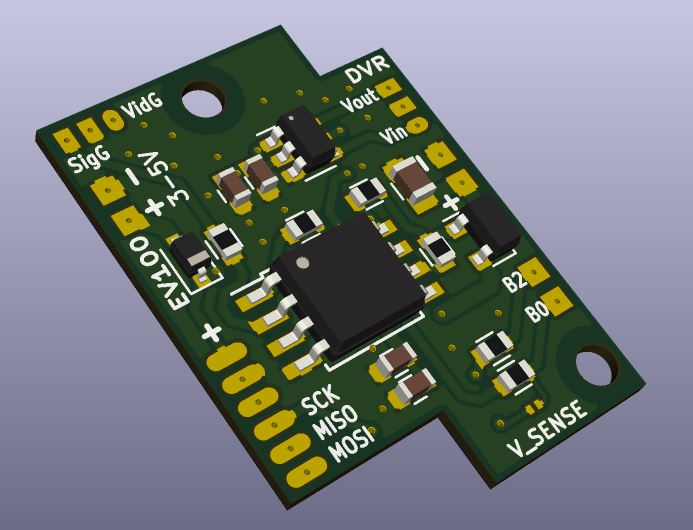 DVR
Vout
Vin
VidG
SigG
3-5V
-
+
EV100
+
+
B2
B0
SCK
MISO
MOSI
V_SENSE